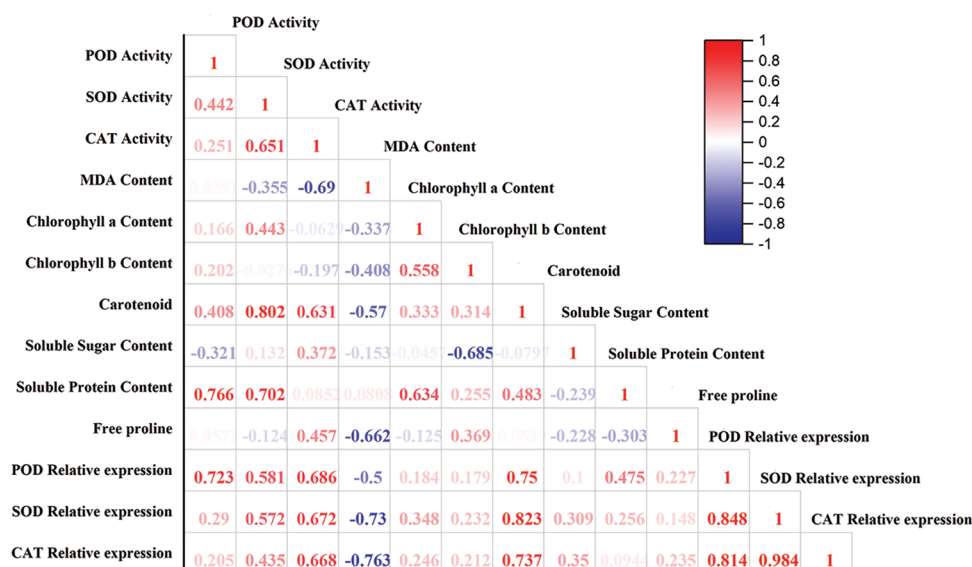 POD Activity
POD Activity 1 SOD Activity 1
SOD Activity 0.442 1 CAT Activity 0.8
CAT Activity 0.251 0.651 1 MDA Content 0.6
MDA Content -0.355 -0.69 1 Chlorophyll a Content 0.4
Chlorophyll a Content 0.166 0.443 -0.0629 -0.337 1 Chlorophyll b Content 0.2
Chlorophyll b Content 0.202 -0.197 -0.408 0.558 1 Carotenoid 0
Carotenoid 0.408 0.802 0.631 -0.57 0.333 0.314 1 Soluble Sugar Content -0.2
Soluble Sugar Content -0.321 0.132 0.372 -0.153 -0.0457 -0.685 -0.0797 1 Soluble Protein Content -0.4
Soluble Protein Content 0.766 0.702 0.0852 0.0808 0.634 0.255 0.483 -0.239 1 Free proline -0.6
Free proline -0.124 0.457 -0.662 -0.125 0.369 -0.228 -0.303 1 POD Relative expression -0.8
POD Relative expression 0.723 0.581 0.686 -0.5 0.184 0.179 0.75 0.1 0.475 0.227 1 SOD Relative expression -1
SOD Relative expression 0.29 0.572 0.672 -0.73 0.348 0.232 0.823 0.309 0.256 0.148 0.848 1 CAT Relative expression
CAT Relative expression 0.205 0.435 0.668 -0.763 0.246 0.212 0.737 0.35 0.0944 0.235 0.814 0.984 1